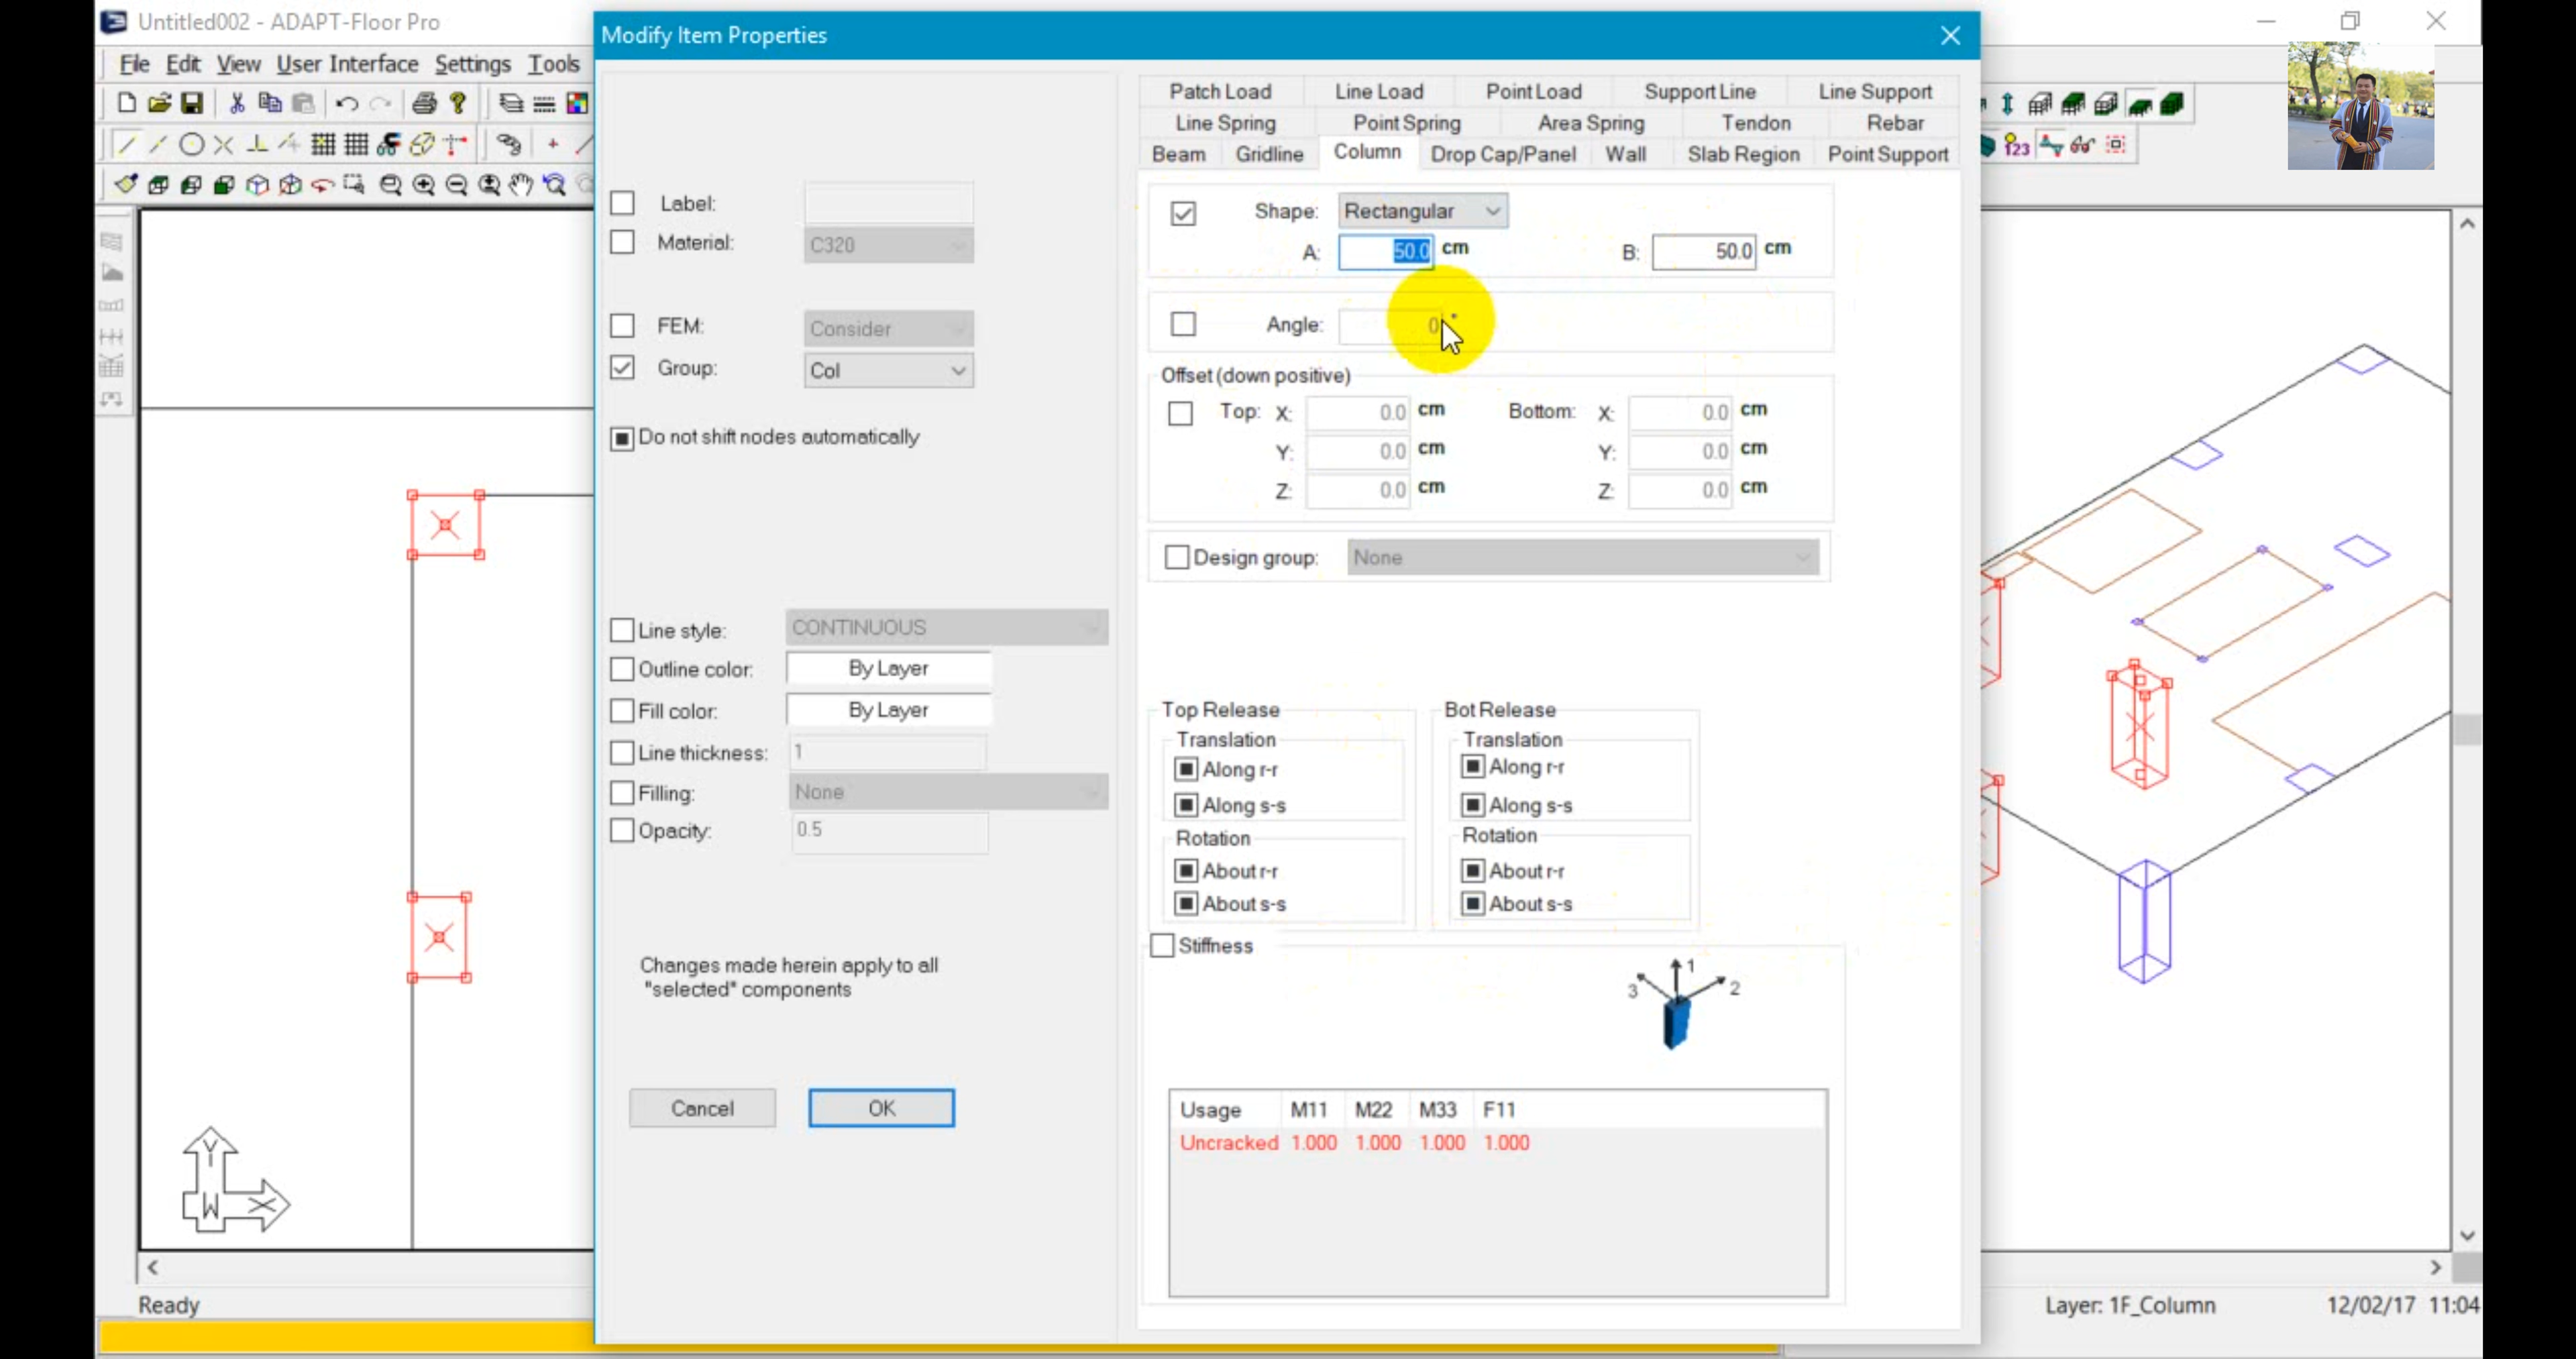 Untitled002 - ADAPT-Floor Pro
File Edit View User Interface Settings Tools
Modify Item Properties
Patch Load Line Load Point Load Support Line Line Support
Line Spring Point Spring Area Spring Tendon Rebar
Beam Gridline Column Drop Cap/Panel Wall Slab Region Point Support
123
Label:
Material: C320
FEM: Consider
Group: Col
Do not shift nodes automatically
Line style: CONTINUOUS
Outline color: By Layer
Fill color: By Layer
Line thickness: 1
Filling: None
Opacity: 0.5
Changes made herein apply to all
"selected" components
Cancel OK
Shape: Rectangular
A: 50.0 cm B: 50.0 cm
Angle: 0 °
Offset (down positive)
Top: X: 0.0 cm Bottom: X: 0.0 cm
Y: 0.0 cm Y: 0.0 cm
Z: 0.0 cm Z: 0.0 cm
Design group: None
Top Release Bot Release
Translation Translation
Along r-r Along r-r
Along s-s Along s-s
Rotation Rotation
About r-r About r-r
About s-s About s-s
Stiffness
1
3 2
Usage M11 M22 M33 F11
Uncracked 1.000 1.000 1.000 1.000
Y
W X
Ready Layer: 1F_Column 12/02/17 11:04